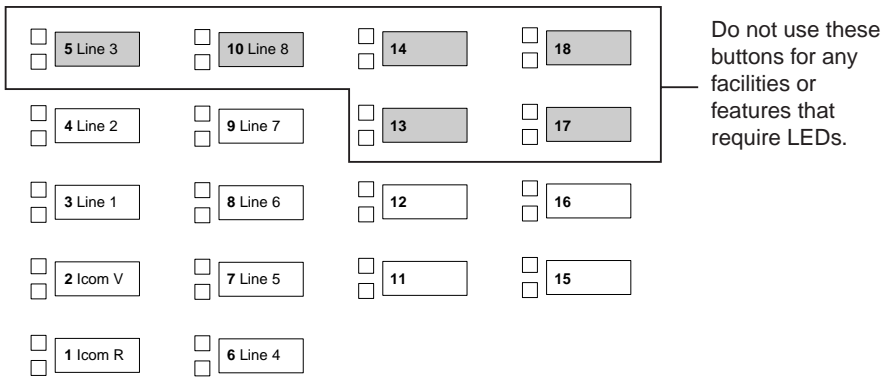 5 Line 3
10 Line 8
14
18
4 Line 2
9 Line 7
13
17
3 Line 1
8 Line 6
12
16
2 Icom V
7 Line 5
11
15
1 Icom R
6 Line 4
Do not use these
buttons for any
facilities or
features that
require LEDs.